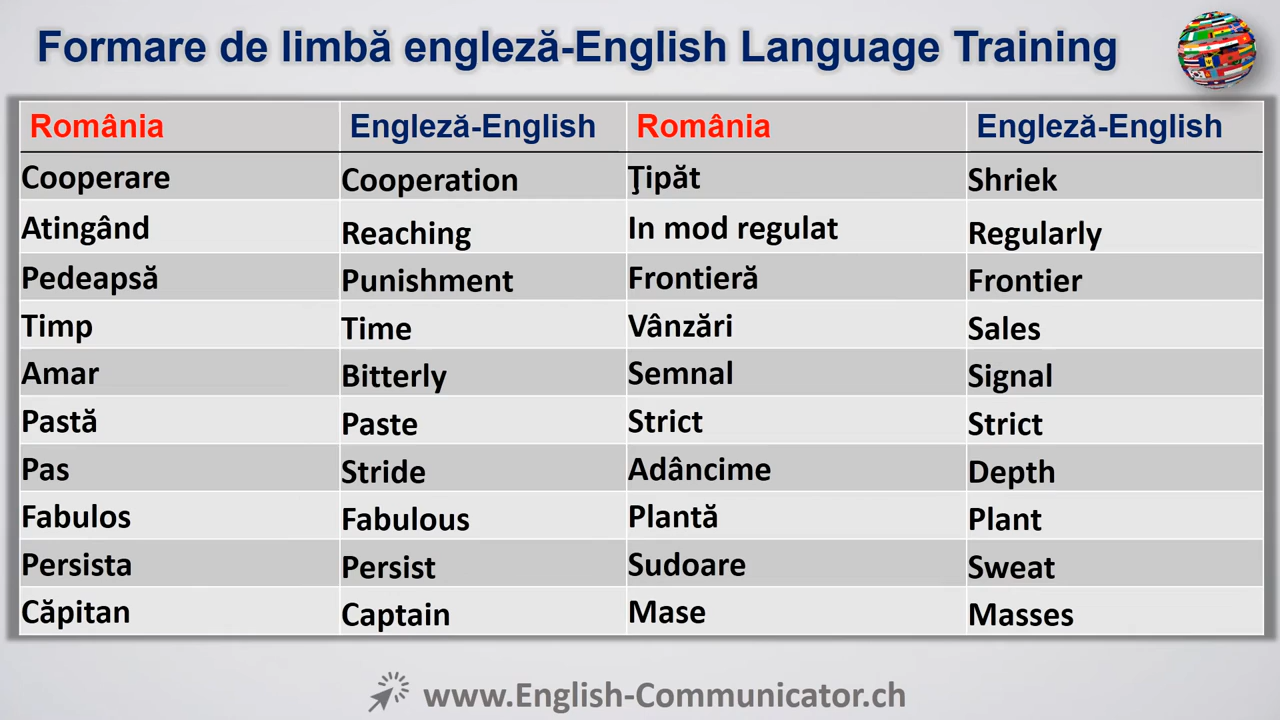 Formare de limbă engleză-English Language Training
România Engleză-English România Engleză-English
Cooperare Cooperation Ţipăt Shriek
Atingând Reaching In mod regulat Regularly
Pedeapsă Punishment Frontieră Frontier
Timp Time Vânzări Sales
Amar Bitterly Semnal Signal
Pastă Paste Strict Strict
Pas Stride Adâncime Depth
Fabulos Fabulous Plantă Plant
Persista Persist Sudoare Sweat
Căpitan Captain Mase Masses
www.English-Communicator.ch